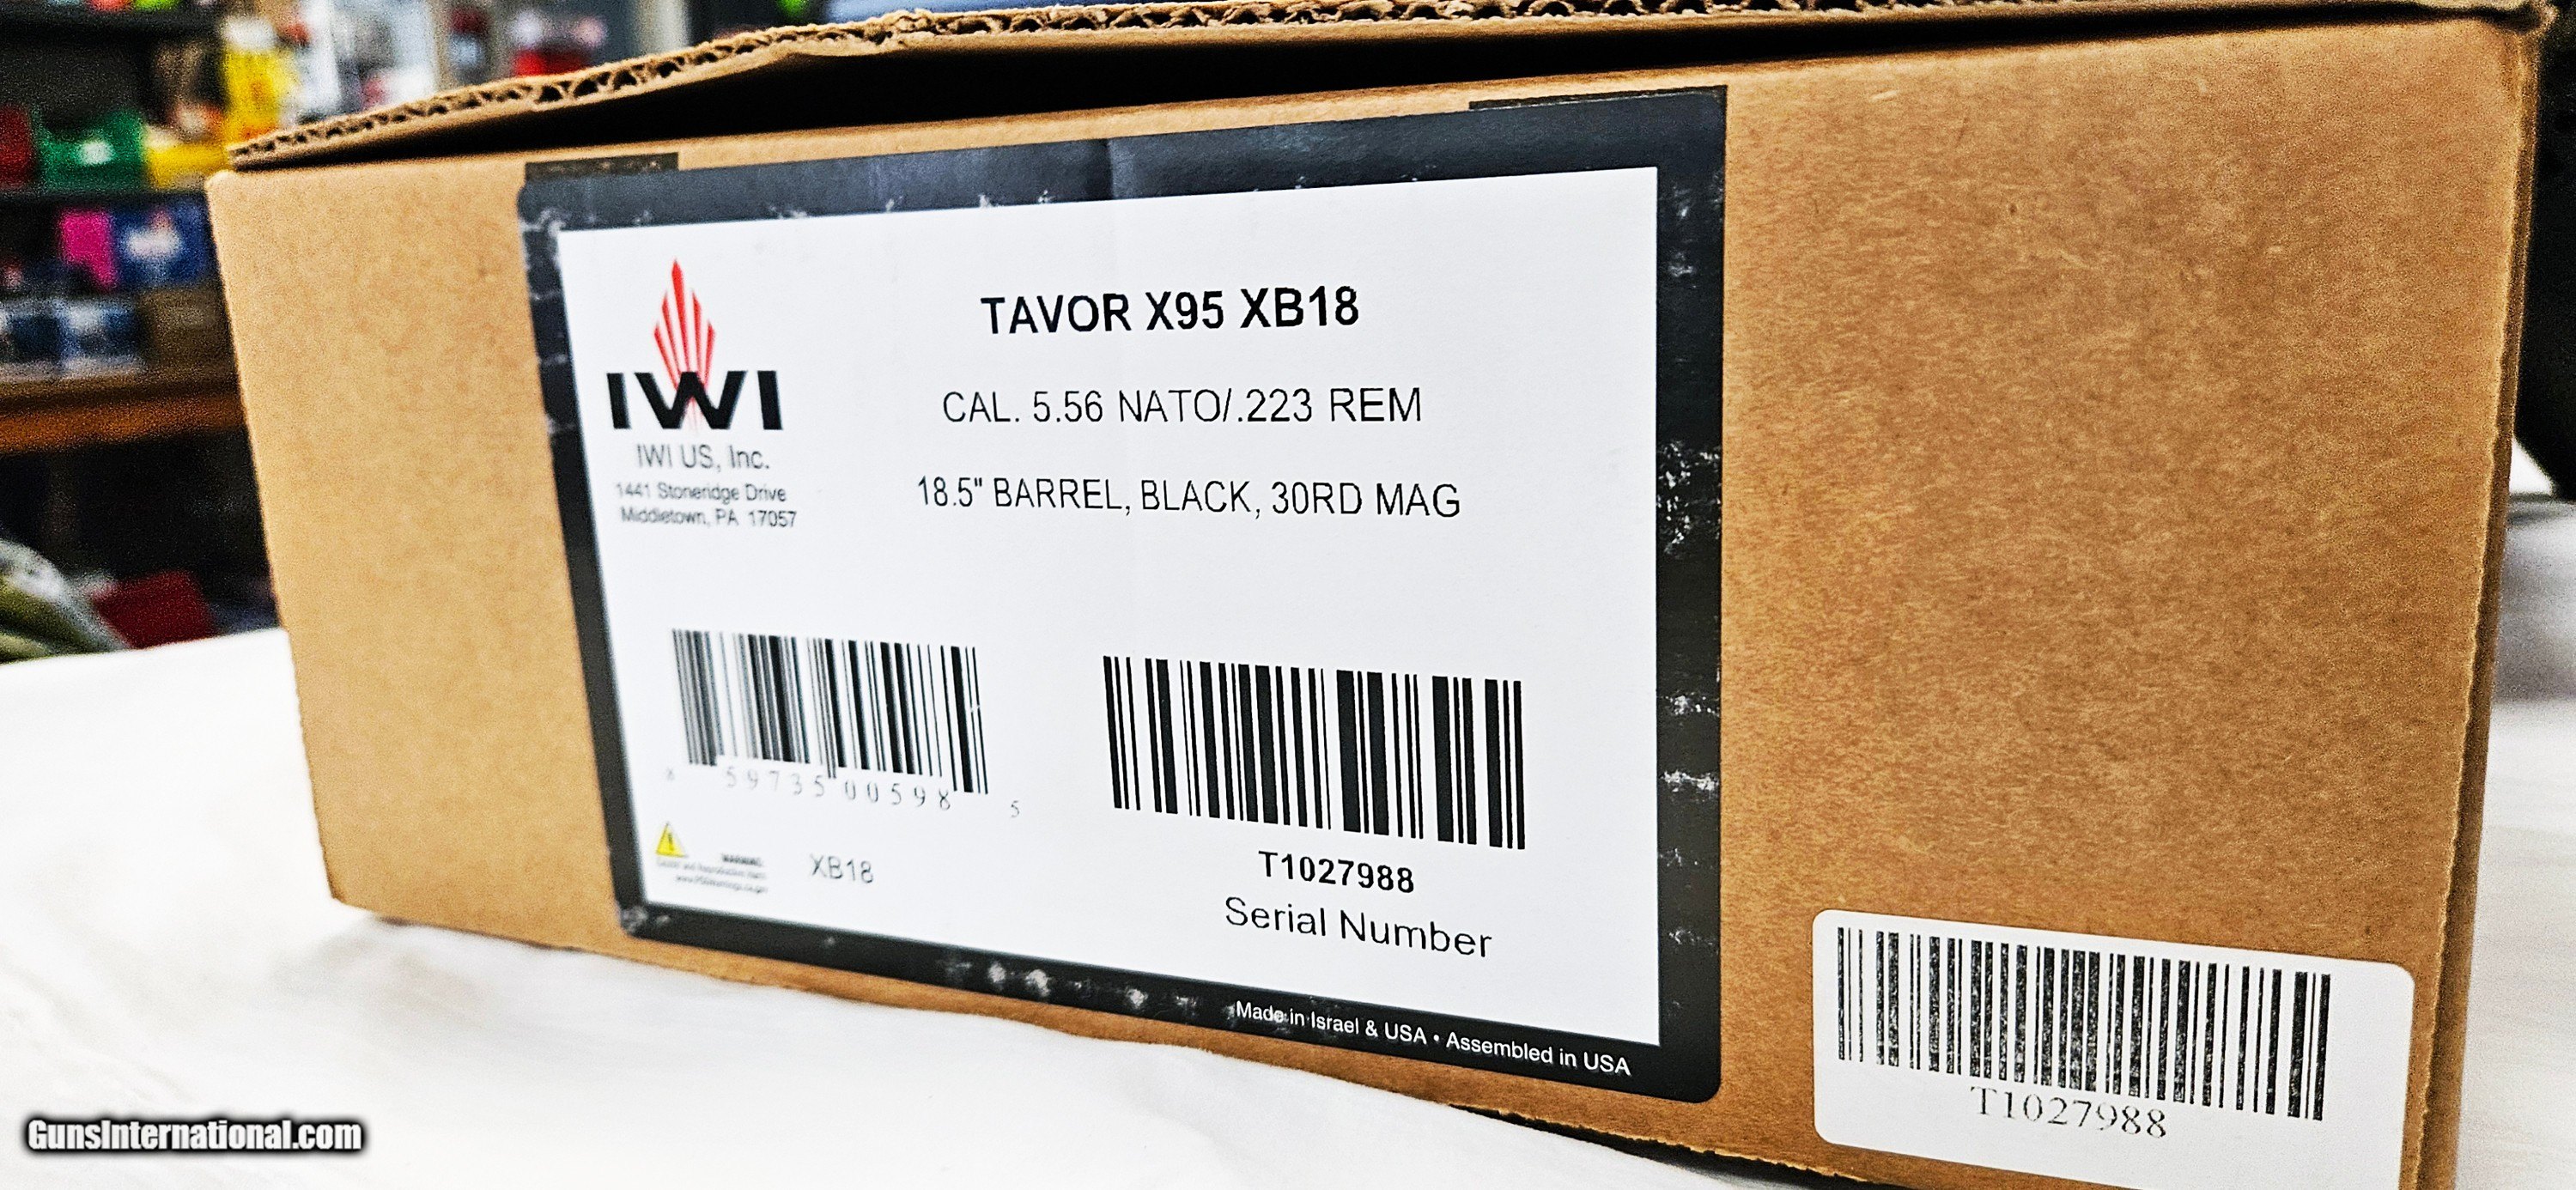 TAVOR X95 XB18
CAL. 5.56 NATO/.223 REM
18.5" BARREL, BLACK, 30RD MAG
IWI
IWI US, Inc.
1441 Stoneridge Drive
Middletown, PA 17057
8 59735 00598 5
WARNING:
XB18
T1027988
Serial Number
Made in Israel & USA • Assembled in USA
T1027988
GunsInternational.com